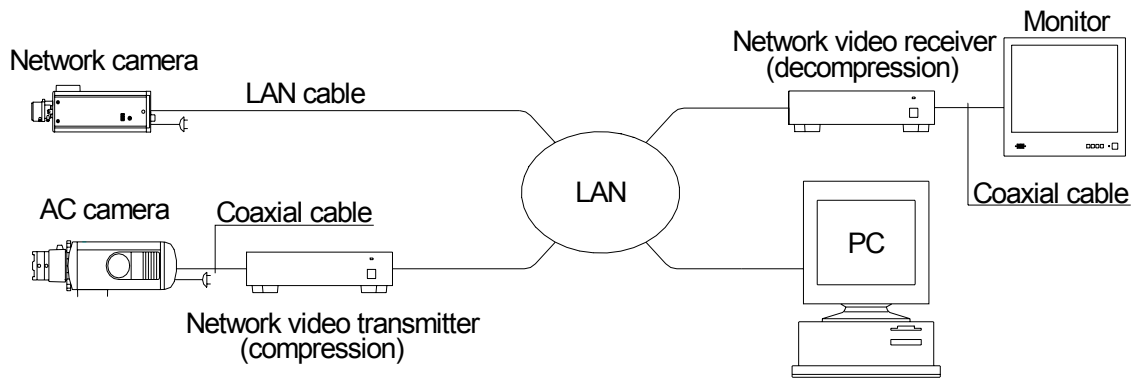 Network camera
LAN cable
AC camera
Coaxial cable
Network video transmitter
(compression)
LAN
Network video receiver
(decompression)
Monitor
Coaxial cable
PC